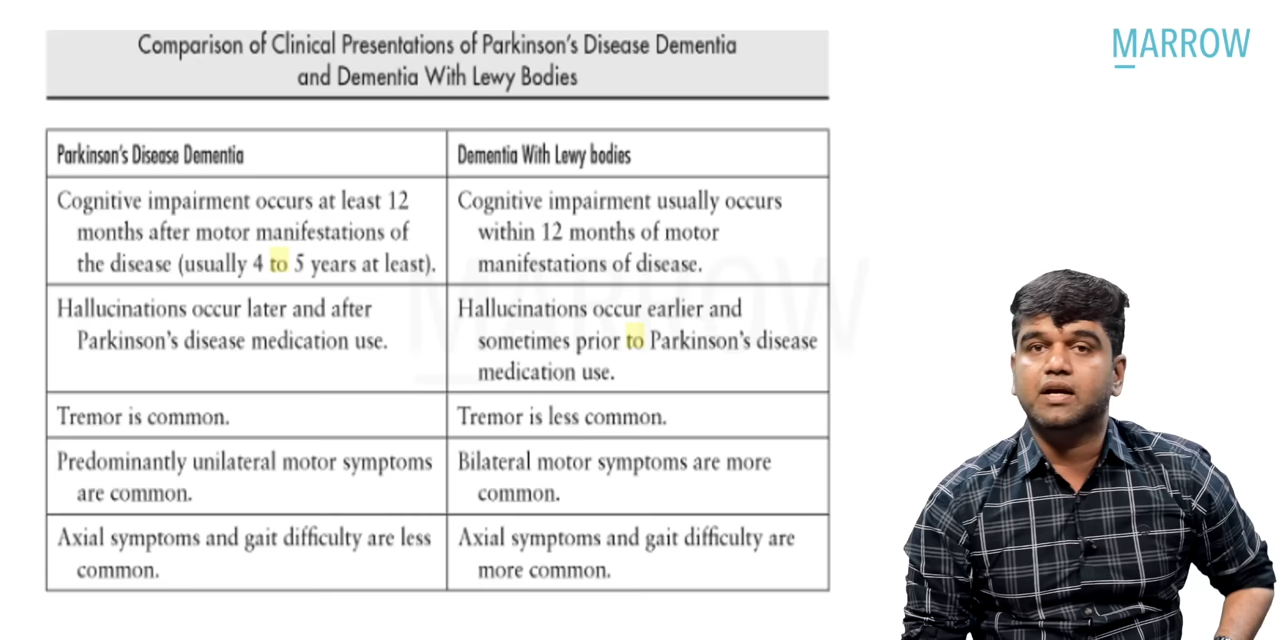 Comparison of Clinical Presentations of Parkinson's Disease Dementia
and Dementia With Lewy Bodies
MARROW
Parkinson's Disease Dementia
Dementia With Lewy bodies
Cognitive impairment occurs at least 12
months after motor manifestations of
the disease (usually 4 to 5 years at least).
Cognitive impairment usually occurs
within 12 months of motor
manifestations of disease.
Hallucinations occur later and after
Parkinson's disease medication use.
Hallucinations occur earlier and
sometimes prior to Parkinson's disease
medication use.
Tremor is common.
Tremor is less common.
Predominantly unilateral motor symptoms
are common.
Bilateral motor symptoms are more
common.
Axial symptoms and gait difficulty are less
common.
Axial symptoms and gait difficulty are
more common.
MARROW